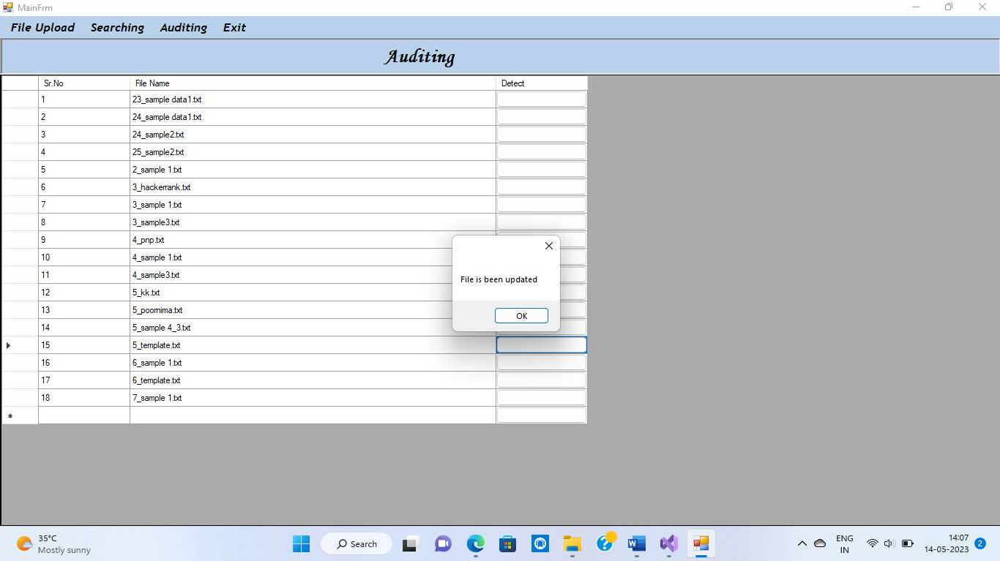 MainFrm
File Upload Searching Auditing Exit
Auditing
Sr.No File Name Detect
1 23_sample data1.txt
2 24_sample data1.txt
3 24_sample2.txt
4 25_sample2.txt
5 2_sample 1.txt
6 3_hackerrank.txt
7 3_sample 1.txt
8 3_sample3.txt
9 4_pnp.txt
10 4_sample 1.txt
11 4_sample3.txt
12 5_kk.txt
13 5_poornima.txt
14 5_sample 4_3.txt
15 5_template.txt
16 6_sample 1.txt
17 6_template.txt
18 7_sample 1.txt
File is been updated
OK
35°C
Mostly sunny
Search
ENG
IN
14:07
14-05-2023
2